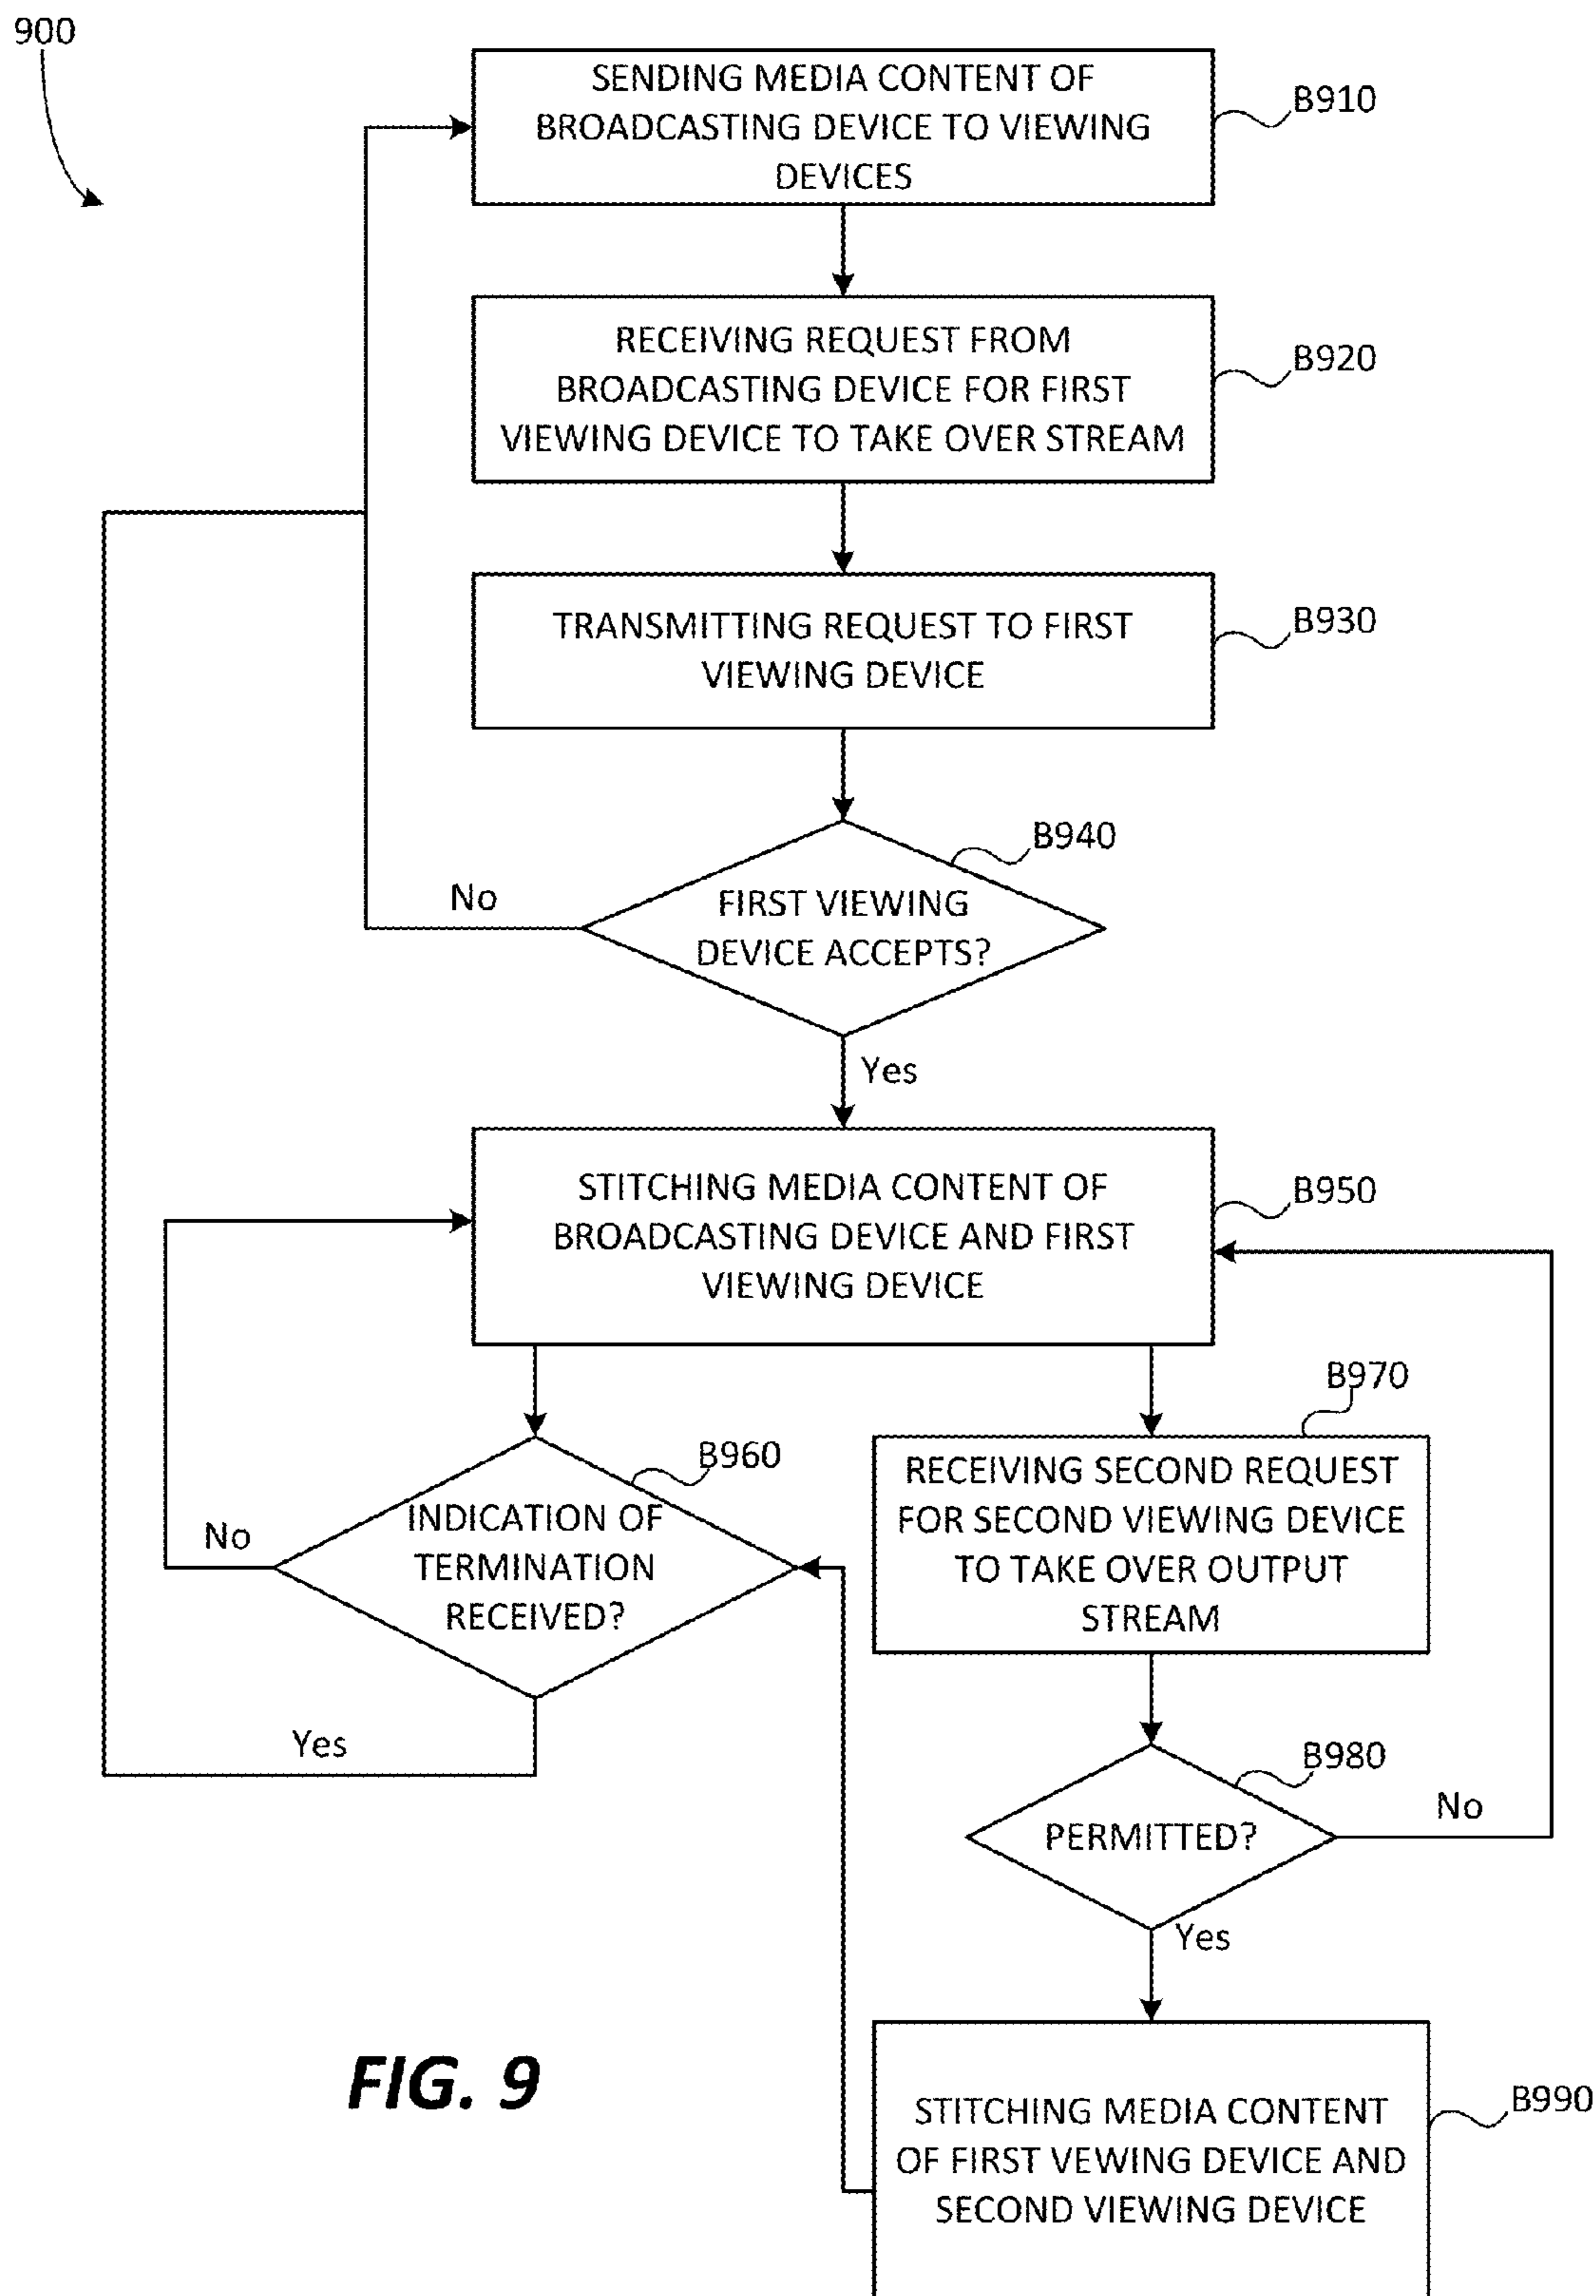 900
SENDING MEDIA CONTENT OF
BROADCASTING DEVICE TO VIEWING
DEVICES
B910
RECEIVING REQUEST FROM
BROADCASTING DEVICE FOR FIRST
VIEWING DEVICE TO TAKE OVER STREAM
B920
TRANSMITTING REQUEST TO FIRST
VIEWING DEVICE
B930
B940
FIRST VIEWING
DEVICE ACCEPTS?
No
Yes
STITCHING MEDIA CONTENT OF
BROADCASTING DEVICE AND FIRST
VIEWING DEVICE
B950
B960
INDICATION OF
TERMINATION
RECEIVED?
No
Yes
B970
RECEIVING SECOND REQUEST
FOR SECOND VIEWING DEVICE
TO TAKE OVER OUTPUT
STREAM
B980
PERMITTED?
No
Yes
STITCHING MEDIA CONTENT
OF FIRST VEWING DEVICE AND
SECOND VIEWING DEVICE
B990
FIG. 9